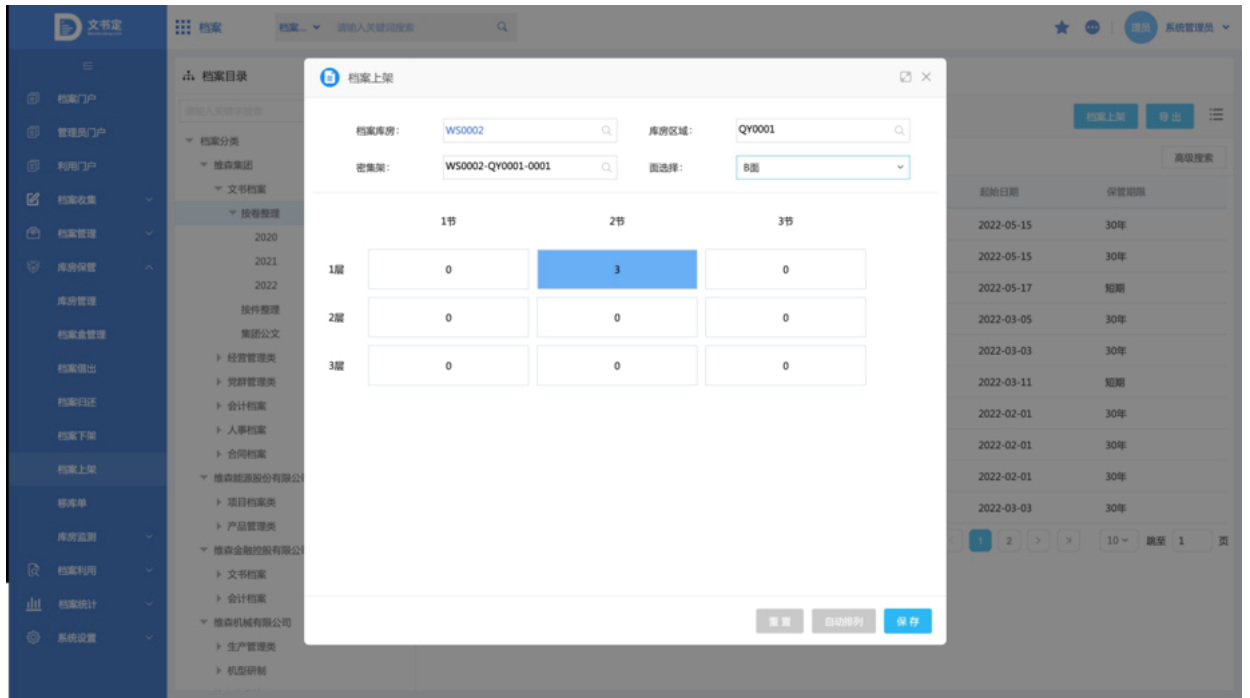 文书定
档案
档案...
请输入关键词搜索
理员
系统管理员
档案门户
管理员门户
利用门户
档案收集
档案管理
库房保管
库房管理
档案盒管理
档案借出
档案归还
档案下架
档案上架
移库单
库房监测
档案利用
档案统计
系统设置
档案目录
档案分类
维森集团
文书档案
按卷整理
2020
2021
2022
按件整理
集团公文
经营管理类
党群管理类
会计档案
人事档案
合同档案
维森能源股份有限公
项目档案类
产品管理类
维森金融控股有限公
文书档案
会计档案
维森机械有限公司
生产管理类
机型研制
档案上架
档案库房: WS0002 库房区域: QY0001
密集架: WS0002-QY0001-0001 面选择: B面
1节 2节 3节
1层 0 3 0
2层 0 0 0
3层 0 0 0
重置 自动排列 保存
档案上架 导出
高级搜索
起始日期 保管期限
2022-05-15 30年
2022-05-15 30年
2022-05-17 短期
2022-03-05 30年
2022-03-03 30年
2022-03-11 短期
2022-02-01 30年
2022-02-01 30年
2022-02-01 30年
2022-03-03 30年
1 2 10 跳至 1 页